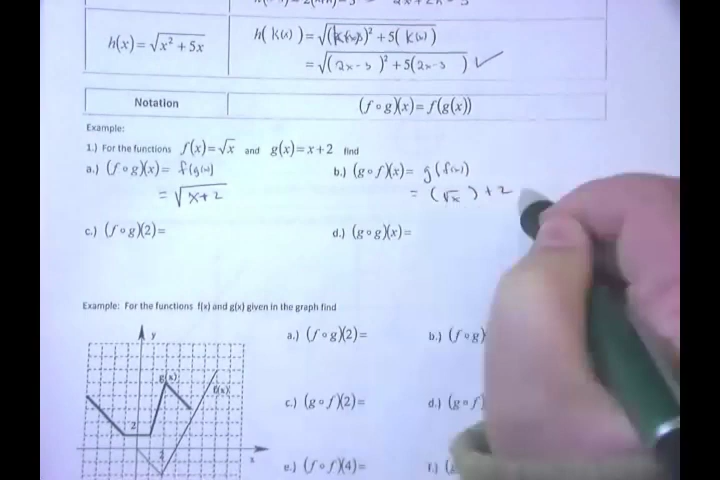 h(x) = √(x² + 5x)
h( k(x) ) = √(( k(x) )² + 5( k(x) ))
= √(( 2x-3 )² + 5(2x-3 )) ✓
Notation (f ∘ g)(x) = f(g(x))
Example:
1.) For the functions f(x) = √x and g(x) = x + 2 find
a.) (f ∘ g)(x) = f(g(x)) b.) (g ∘ f)(x) = g(f(x))
= √(x+2) = (√x ) + 2
c.) (f ∘ g)(2) = d.) (g ∘ g)(x) =
Example: For the functions f(x) and g(x) given in the graph find
y
a.) (f ∘ g)(2) = b.) (f ∘ g)
g(x)
f(x)
c.) (g ∘ f)(2) = d.) (g ∘ f)
2
x
e.) (f ∘ f)(4) = f.)